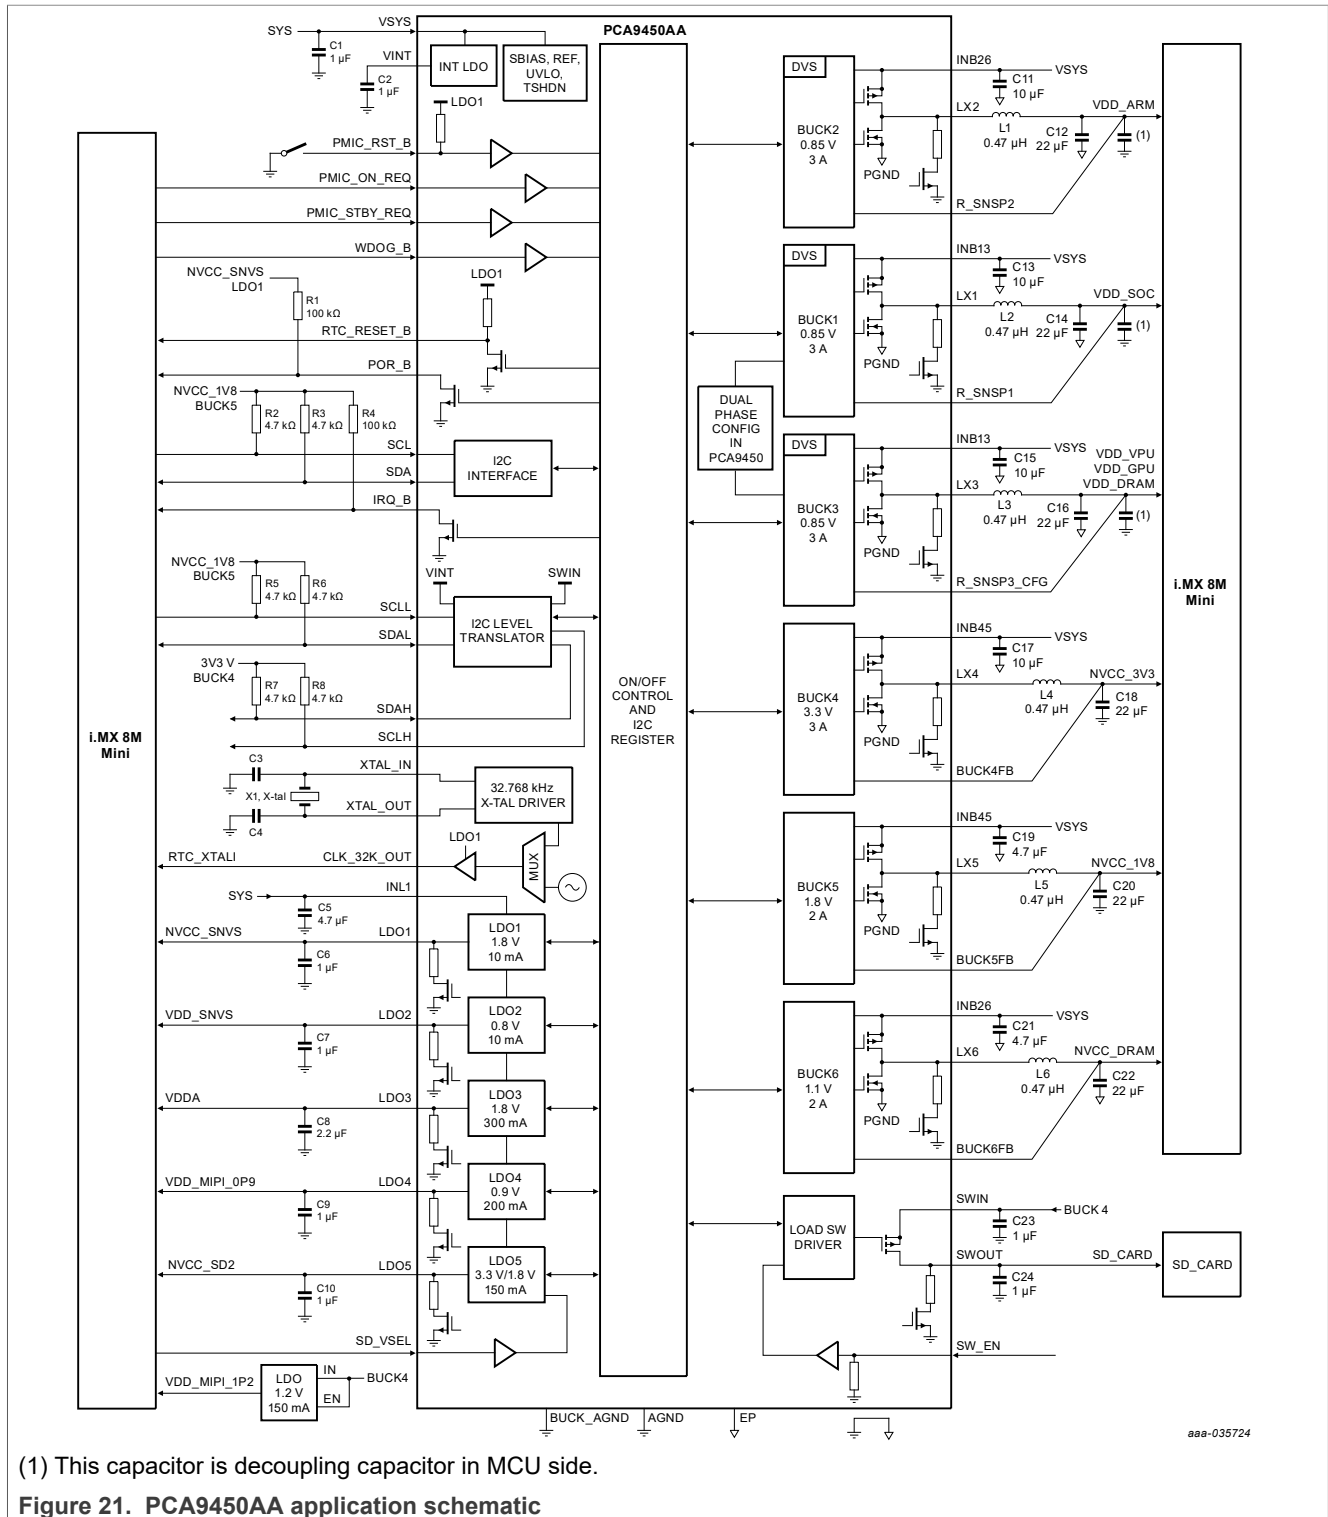 PCA9450AA
SYS
VSYS
C1
1 µF
VINT
C2
1 µF
INT LDO
SBIAS, REF,
UVLO,
TSHDN
LDO1
PMIC_RST_B
PMIC_ON_REQ
PMIC_STBY_REQ
WDOG_B
NVCC_SNVS
LDO1
R1
100 kΩ
LDO1
RTC_RESET_B
POR_B
NVCC_1V8
BUCK5
R2
4.7 kΩ
R3
4.7 kΩ
R4
100 kΩ
SCL
SDA
IRQ_B
I2C
INTERFACE
NVCC_1V8
BUCK5
R5
4.7 kΩ
R6
4.7 kΩ
VINT
SWIN
SCLL
SDAL
I2C LEVEL
TRANSLATOR
3V3 V
BUCK4
R7
4.7 kΩ
R8
4.7 kΩ
SDAH
SCLH
i.MX 8M
Mini
C3
X1, X-tal
C4
XTAL_IN
XTAL_OUT
32.768 kHz
X-TAL DRIVER
LDO1
MUX
RTC_XTALI
CLK_32K_OUT
SYS
INL1
C5
4.7 µF
NVCC_SNVS
LDO1
C6
1 µF
LDO1
1.8 V
10 mA
VDD_SNVS
LDO2
C7
1 µF
LDO2
0.8 V
10 mA
VDDA
LDO3
C8
2.2 µF
LDO3
1.8 V
300 mA
VDD_MIPI_0P9
LDO4
C9
1 µF
LDO4
0.9 V
200 mA
NVCC_SD2
LDO5
C10
1 µF
LDO5
3.3 V/1.8 V
150 mA
SD_VSEL
VDD_MIPI_1P2
LDO
1.2 V
150 mA
IN
EN
BUCK4
ON/OFF
CONTROL
AND
I2C
REGISTER
DVS
BUCK2
0.85 V
3 A
PGND
INB26
VSYS
C11
10 µF
LX2
L1
0.47 µH
C12
22 µF
VDD_ARM
(1)
R_SNSP2
DVS
BUCK1
0.85 V
3 A
PGND
INB13
VSYS
C13
10 µF
LX1
L2
0.47 µH
C14
22 µF
VDD_SOC
(1)
R_SNSP1
DUAL
PHASE
CONFIG
IN
PCA9450
DVS
BUCK3
0.85 V
3 A
PGND
INB13
VSYS
C15
10 µF
LX3
L3
0.47 µH
C16
22 µF
VDD_VPU
VDD_GPU
VDD_DRAM
(1)
R_SNSP3_CFG
i.MX 8M
Mini
BUCK4
3.3 V
3 A
PGND
INB45
VSYS
C17
10 µF
LX4
L4
0.47 µH
NVCC_3V3
C18
22 µF
BUCK4FB
BUCK5
1.8 V
2 A
PGND
INB45
VSYS
C19
4.7 µF
LX5
L5
0.47 µH
NVCC_1V8
C20
22 µF
BUCK5FB
BUCK6
1.1 V
2 A
PGND
INB26
VSYS
C21
4.7 µF
LX6
L6
0.47 µH
NVCC_DRAM
C22
22 µF
BUCK6FB
LOAD SW
DRIVER
SWIN
BUCK 4
C23
1 µF
SWOUT
SD_CARD
C24
1 µF
SD_CARD
SW_EN
BUCK_AGND
AGND
EP
aaa-035724
(1) This capacitor is decoupling capacitor in MCU side.
Figure 21. PCA9450AA application schematic